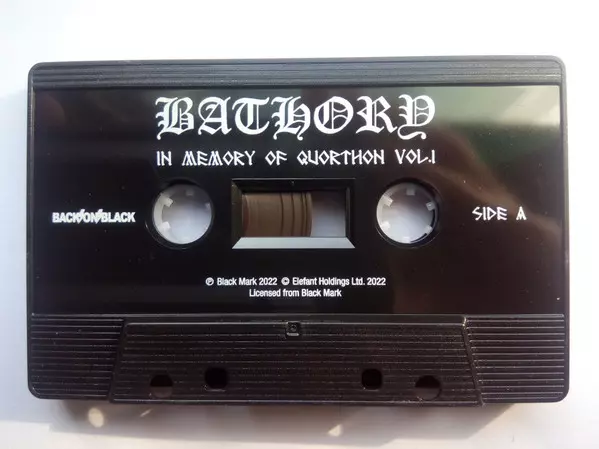 BATHORY
IN MEMORY OF QUORTHON VOL.1
BACK/ON/BLACK
SIDE A
℗ Black Mark 2022 © Elefant Holdings Ltd. 2022
Licensed from Black Mark